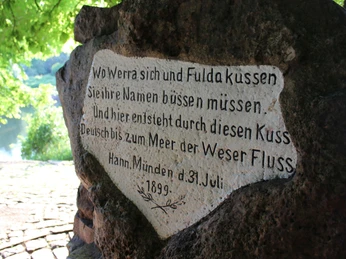 Wo Werra sich und Fulda küssen
Sie ihre Namen büssen müssen.
Und hier entsteht durch diesen Kuss
Deutsch bis zum Meer der Weser Fluss.
Hann. Münden d. 31. Juli
1899.